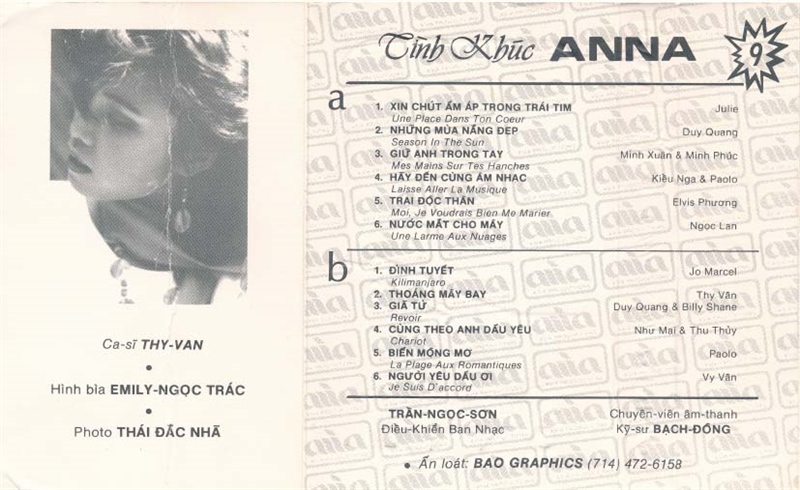 Tình Khúc ANNA 9
a
1. XIN CHÚT ẤM ÁP TRONG TRÁI TIM Julie
Une Place Dans Ton Coeur
2. NHỮNG MÙA NẮNG ĐẸP Duy Quang
Season In The Sun
3. GIỮ ANH TRONG TAY Minh Xuân & Minh Phúc
Mes Mains Sur Tes Hanches
4. HÃY ĐẾN CÙNG ÂM NHẠC Kiều Nga & Paolo
Laisse Aller La Musique
5. TRAI ĐỘC THÂN Elvis Phương
Moi, Je Voudrais Bien Me Marier
6. NƯỚC MẮT CHO MÂY Ngọc Lan
Une Larme Aux Nuages
b
1. ĐỈNH TUYẾT Jo Marcel
Kilimanjaro
2. THOÁNG MÂY BAY Thy Vân
3. GIÃ TỪ Duy Quang & Billy Shane
Revoir
4. CÙNG THEO ANH DẤU YÊU Như Mai & Thu Thủy
Chariot
5. BIỂN MỘNG MƠ Paolo
La Plage Aux Romantiques
6. NGƯỜI YÊU DẤU ƠI Vy Vân
Je Suis D'accord
TRẦN-NGỌC-SƠN Chuyên-viên âm-thanh
Điều-Khiển Ban Nhạc Kỹ-sư BẠCH-ĐÔNG
• Ấn loát: BAO GRAPHICS (714) 472-6158
Ca-sĩ THY-VAN
•
Hình bìa EMILY-NGỌC TRÁC
•
Photo THÁI ĐẮC NHÃ